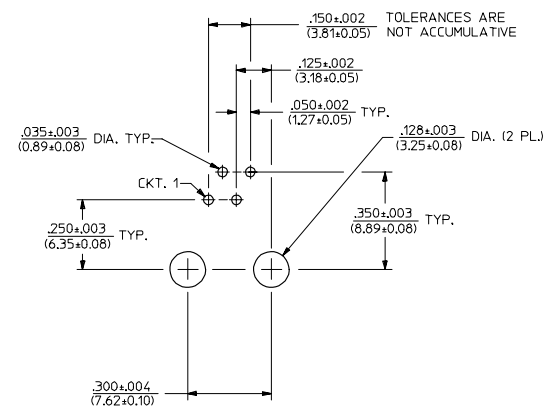 .150±.002
(3.81±0.05)
TOLERANCES ARE
NOT ACCUMULATIVE
.125±.002
(3.18±0.05)
.050±.002
(1.27±0.05)
TYP.
.035±.003
(0.89±0.08)
DIA. TYP.
.128±.003
(3.25±0.08)
DIA. (2 PL.)
CKT. 1
.250±.003
(6.35±0.08)
TYP.
.350±.003
(8.89±0.08)
TYP.
.300±.004
(7.62±0.10)